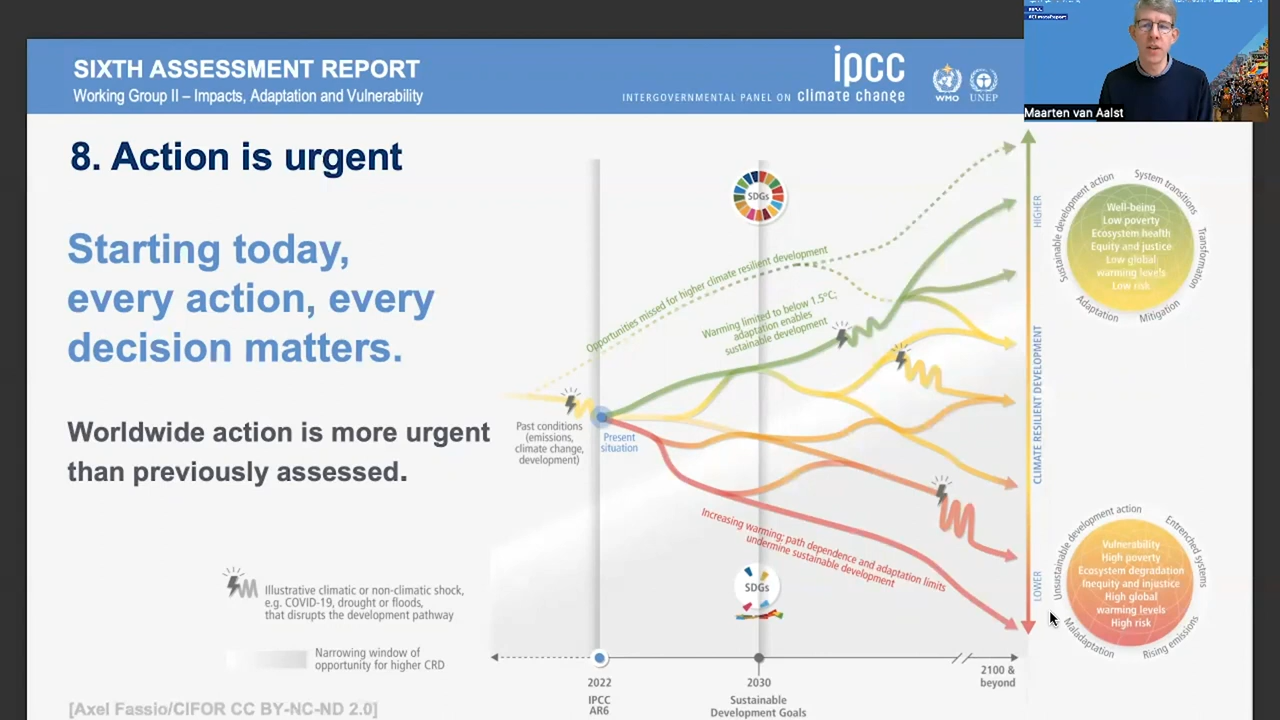 IPCC
#ClimateReport
Maarten van Aalst
SIXTH ASSESSMENT REPORT
Working Group II – Impacts, Adaptation and Vulnerability
INTERGOVERNMENTAL PANEL ON
ipcc
climate change
WMO
UNEP
8. Action is urgent
Starting today,
every action, every
decision matters.
Worldwide action is more urgent
than previously assessed.
SDGs
Opportunities missed for higher climate resilient development
Warming limited to below 1.5°C;
adaptation enables
sustainable development
Past conditions
(emissions,
climate change,
development)
Present
situation
Increasing warming; path dependence and adaptation limits
undermine sustainable development
SDGs
HIGHER
CLIMATE RESILIENT DEVELOPMENT
LOWER
Sustainable development action
System transitions
Transformation
Mitigation
Adaptation
Well-being
Low poverty
Ecosystem health
Equity and justice
Low global
warming levels
Low risk
Unsustainable development action
Entrenched systems
Rising emissions
Maladaptation
Vulnerability
High poverty
Ecosystem degradation
Inequity and injustice
High global
warming levels
High risk
Illustrative climatic or non-climatic shock,
e.g. COVID-19, drought or floods,
that disrupts the development pathway
Narrowing window of
opportunity for higher CRD
2022
IPCC
AR6
2030
Sustainable
Development Goals
2100 &
beyond
[Axel Fassio/CIFOR CC BY-NC-ND 2.0]